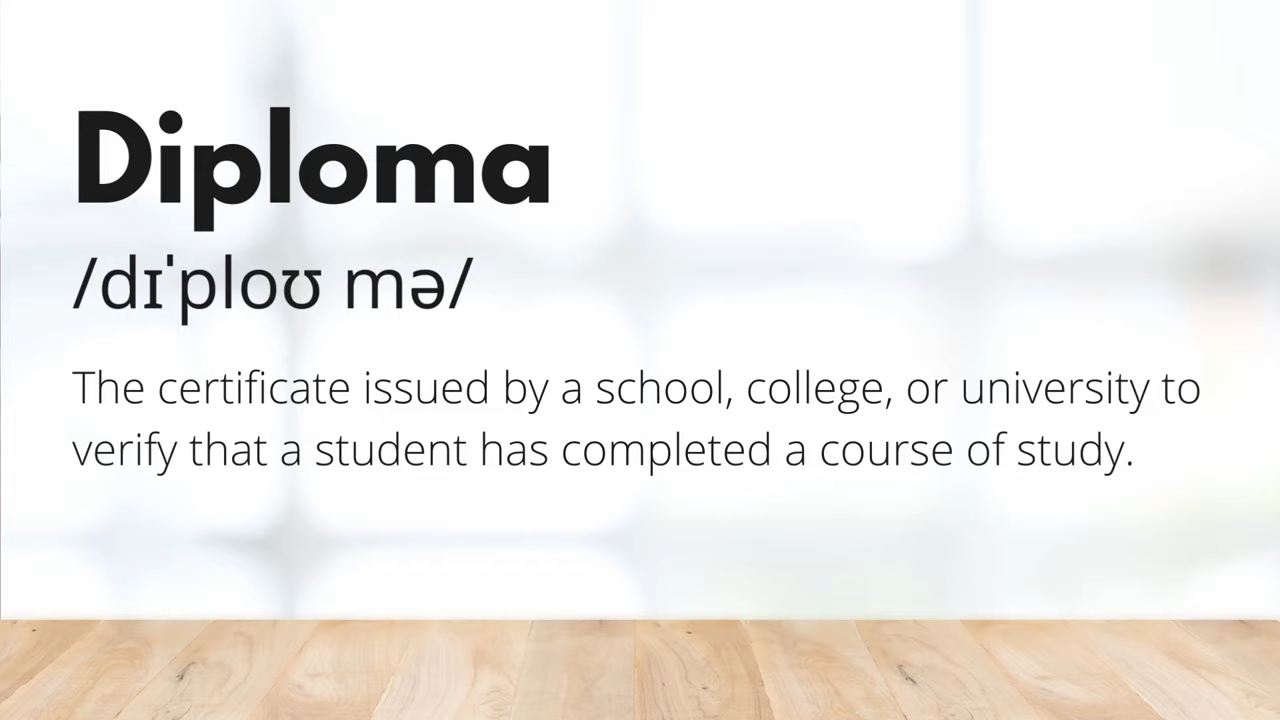 Diploma
/dɪˈploʊ mə/
The certificate issued by a school, college, or university to
verify that a student has completed a course of study.